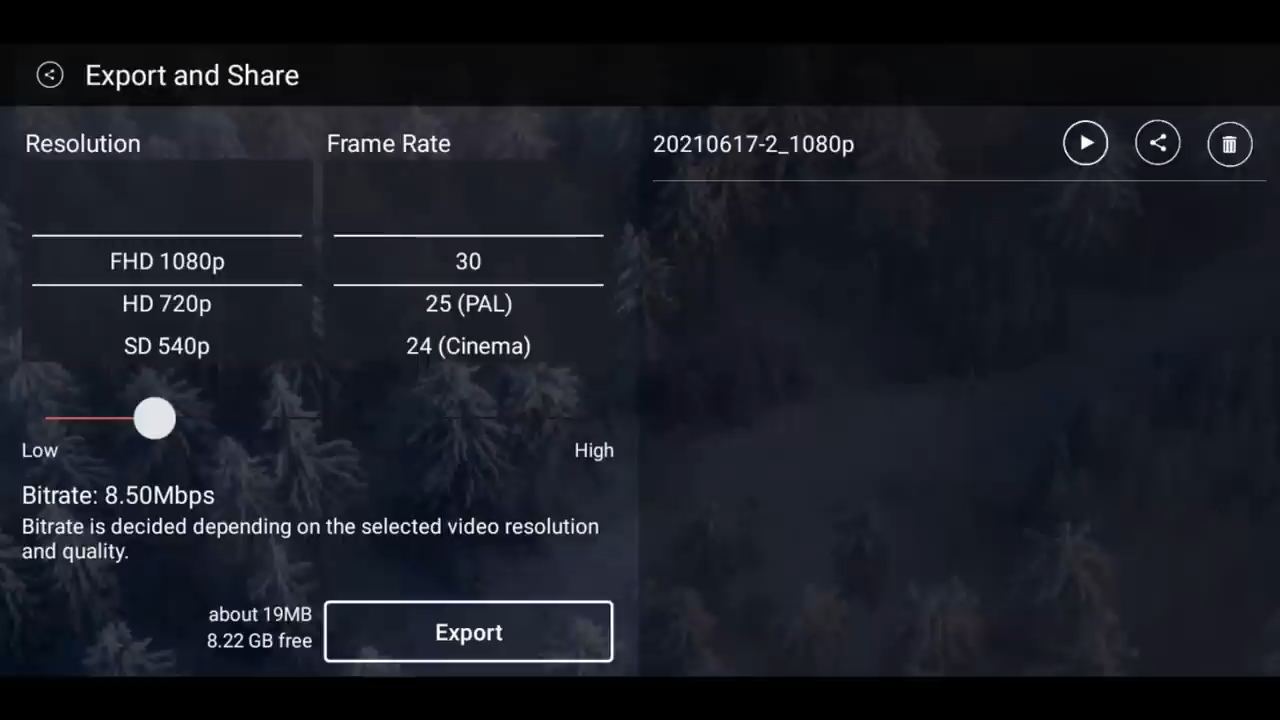 Export and Share
Resolution
Frame Rate
20210617-2_1080p
FHD 1080p
30
HD 720p
25 (PAL)
SD 540p
24 (Cinema)
Low
High
Bitrate: 8.50Mbps
Bitrate is decided depending on the selected video resolution
and quality.
about 19MB
8.22 GB free
Export